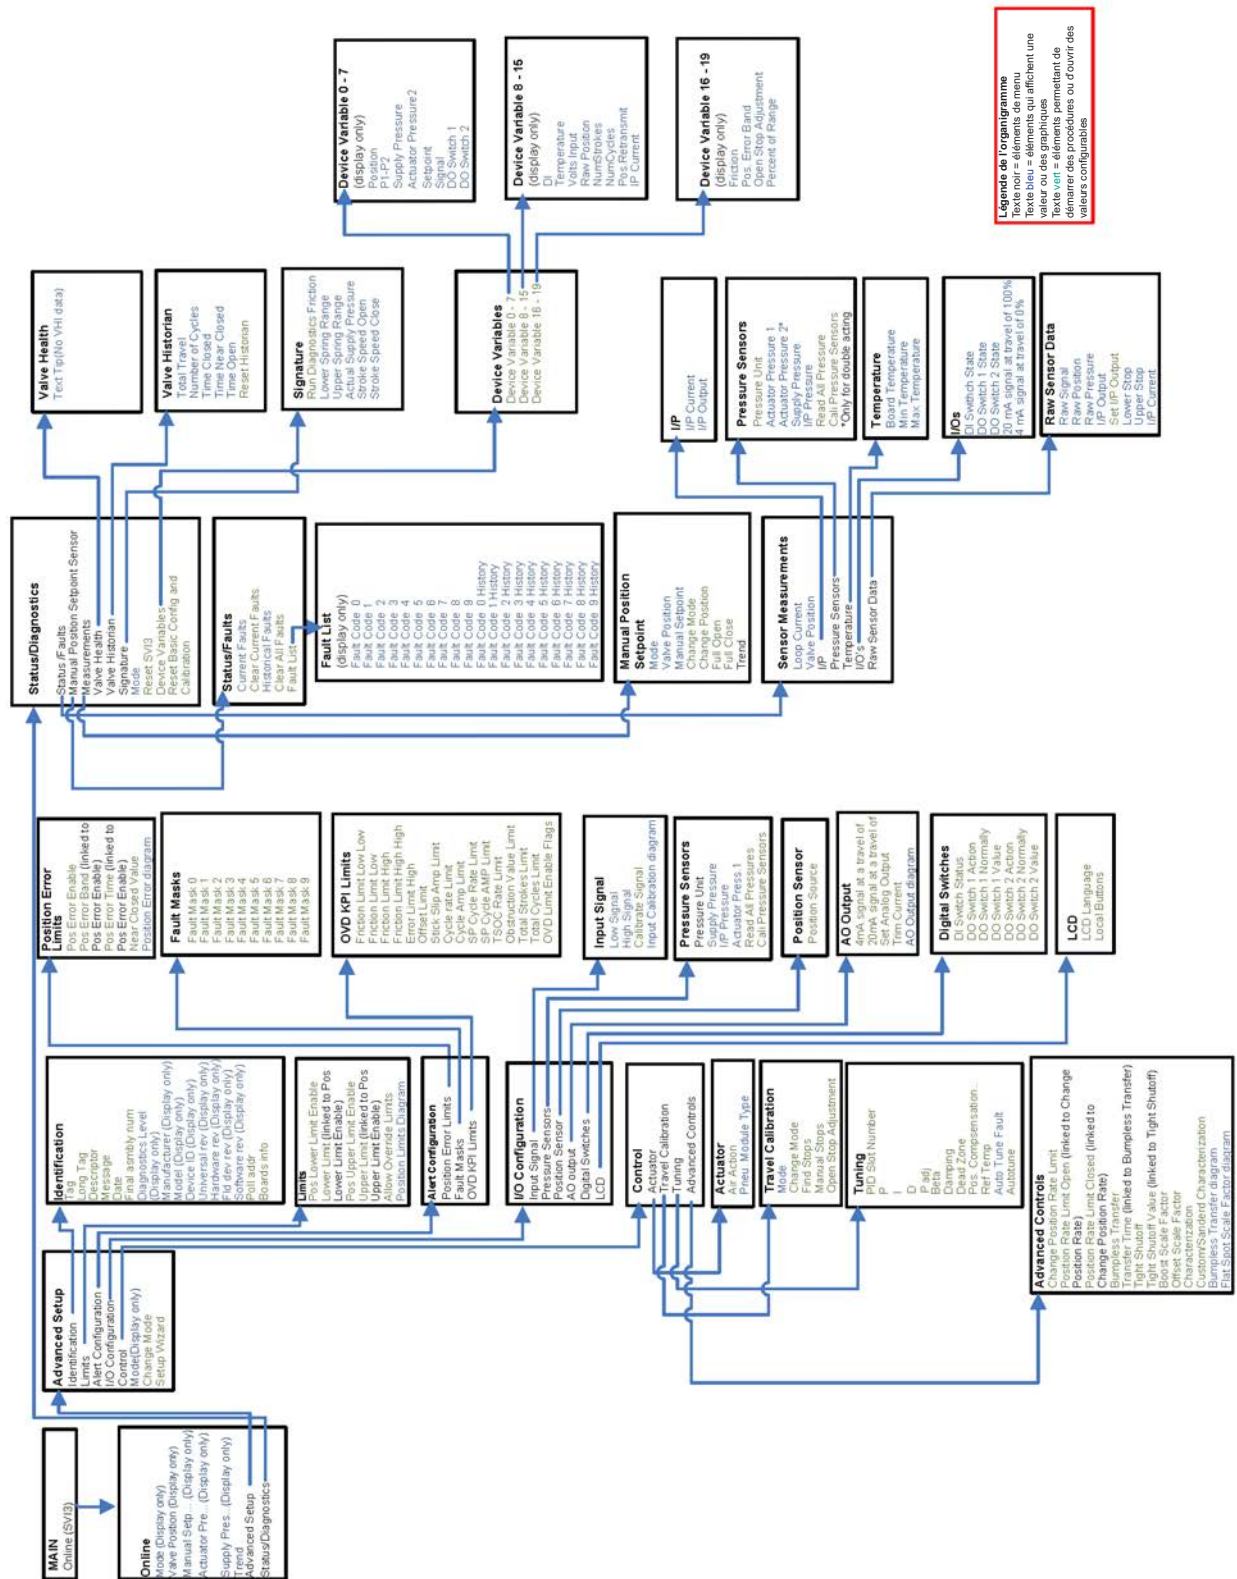 MAIN
Online (SVI3)
Online
Mode (Display only)
Valve Position (Display only)
Manual Setp... (Display only)
Actuator Pre... (Display only)
Supply Pres...(Display only)
Trend
Advanced Setup
Status/Diagnostics
Advanced Setup
Identification
Limits
Alert Configuration
I/O Configuration
Control
Mode(Display only)
Change Mode
Setup Wizard
Identification
Tag
Long Tag
Descriptor
Message
Date
Final asmbly num
Diagnostics Level
(Display only)
Manufacturer (Display only)
Model (Display only)
Device ID (Display only)
Universal rev (Display only)
Hardware rev (Display only)
Fld dev rev (Display only)
Software rev (Display only)
Poll addr
Boards info
Limits
Pos Lower Limit Enable
Lower Limit (linked to Pos
Lower Limit Enable)
Pos Upper Limit Enable
Upper Limit (linked to Pos
Upper Limit Enable)
Allow Override Limits
Position Limits Diagram
Alert Configuration
Position Error Limits
Fault Masks
OVD KPI Limits
I/O Configuration
Input Signal
Pressure Sensors
Position Sensor
AO output
Digital Switches
LCD
Control
Actuator
Travel Calibration
Tuning
Advanced Controls
Actuator
Air Action
Pneu. Module Type
Travel Calibration
Mode
Change Mode
Find Stops
Manual Stops
Open Stop Adjustment
Tuning
PID Slot Number
P
I
D
Padj
Beta
Damping
Dead Zone
Pos. Compensation..
Ref Temp
Auto Tune Fault
Autotune
Advanced Controls
Change Position Rate Limit
Position Rate Limit Open (linked to Change
Position Rate)
Position Rate Limit Closed (linked to
Change Position Rate)
Bumpless Transfer
Transfer Time (linked to Bumpless Transfer)
Tight Shutoff
Tight Shutoff Value (linked to Tight Shutoff)
Boost Scale Factor
Offset Scale Factor
Characterization
Custom/Sanderd Characterization
Bumpless Transfer diagram
Flat Spot Scale Factor diagram
Position Error
Limits
Pos Error Enable
Pos Error Band (linked to
Pos Error Enable)
Pos Error Time (linked to
Pos Error Enable)
Near Closed Value
Position Error diagram
Fault Masks
Fault Mask 0
Fault Mask 1
Fault Mask 2
Fault Mask 3
Fault Mask 4
Fault Mask 5
Fault Mask 6
Fault Mask 7
Fault Mask 8
Fault Mask 9
OVD KPI Limits
Friction Limit Low Low
Friction Limit Low
Friction Limit High
Friction Limit High High
Error Limit High
Offset Limit
Stick Slip Amp Limit
Cycle rate Limit
Cycle Amp Limit
SP Cycle Rate Limit
SP Cycle AMP Limit
TSOC Rate Limit
Obstruction Value Limit
Total Strokes Limit
Total Cycles Limit
OVD Limit Enable Flags
Input Signal
Low Signal
High Signal
Calibrate Signal
Input Calibration diagram
Pressure Sensors
Pressure Unit
Supply Pressure
I/P Pressure
Actuator Press. 1
Read All Pressures
Cali Pressure Sensors
Position Sensor
Position Source
AO Output
4mA signal at a travel of
20mA signal at a travel of
Set Analog Output
Trim Current
AO Output diagram
Digital Switches
DI Switch Status
DO Switch 1 Action
DO Switch 1 Normally
DO Switch 1 Value
DO Switch 2 Action
DO Switch 2 Normally
DO Switch 2 Value
LCD
LCD Language
Local Buttons
Status/Diagnostics
Status /Faults
Manual Position Setpoint Sensor
Measurements
Valve Health
Valve Historian
Signature
Mode
Reset SVI3
Device Variables
Reset Basic Config and
Calibration
Status/Faults
Current Faults
Clear Current Faults
Historical Faults
Clear All Faults
Fault List
Fault List
(display only)
Fault Code 0
Fault Code 1
Fault Code 2
Fault Code 3
Fault Code 4
Fault Code 5
Fault Code 6
Fault Code 7
Fault Code 8
Fault Code 9
Fault Code 0 History
Fault Code 1 History
Fault Code 2 History
Fault Code 3 History
Fault Code 4 History
Fault Code 5 History
Fault Code 6 History
Fault Code 7 History
Fault Code 8 History
Fault Code 9 History
Manual Position
Setpoint
Mode
Valve Position
Manual Setpoint
Change Mode
Change Position
Full Open
Full Close
Trend
Sensor Measurements
Loop Current
Valve Position
I/P
Pressure Sensors
Temperature
I/O's
Raw Sensor Data
Valve Health
Text Tip(No VHI data)
Valve Historian
Total Travel
Number of Cycles
Time Closed
Time Near Closed
Time Open
Reset Historian
Signature
Run Diagnostics Friction
Lower Spring Range
Upper Spring Range
Actual Supply Pressure
Stroke Speed Open
Stroke Speed Close
Device Variables
Device Variable 0 - 7
Device Variable 8 - 15
Device Variable 16 - 19
I/P
I/P Current
I/P Output
Pressure Sensors
Pressure Unit
Actuator Pressure 1
Actuator Pressure 2*
Supply Pressure
I/P Pressure
Read All Pressure
Cali Pressure Sensors
*Only for double acting
Temperature
Board Temperature
Min Temperature
Max Temperature
I/Os
DI Swithch State
DO Switch 1 State
DO Switch 2 State
20 mA signal at travel of 100%
4 mA signal at travel of 0%
Raw Sensor Data
Raw Signal
Raw Position
Raw Pressure
I/P Output
Set I/P Output
Lower Stop
Upper Stop
I/P Current
Device Variable 0 - 7
(display only)
Position
P1-P2
Supply Pressure
Actuator Pressure2
Setpoint
Signal
DO Switch 1
DO Switch 2
Device Variable 8 - 15
(display only)
DI
Temperature
Volts Input
Raw Position
NumStrokes
NumCycles
Pos Retransmit
IP Current
Device Variable 16 - 19
(display only)
Friction
Pos. Error Band
Open Stop Adjustment
Percent of Range
Légende de l'organigramme
Texte noir = éléments de menu
Texte bleu = éléments qui affichent une
valeur ou des graphiques
Texte vert = éléments permettant de
démarrer des procédures ou d'ouvrir des
valeurs configurables